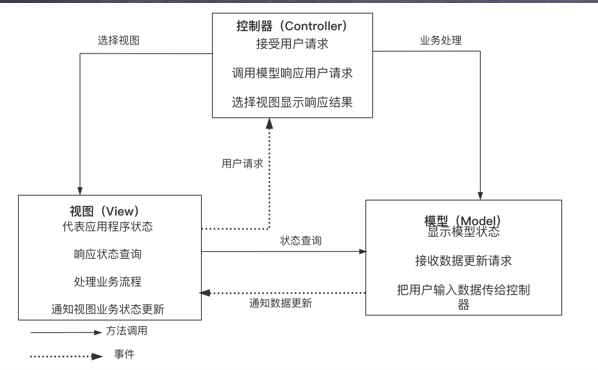 控制器（Controller）
接受用户请求
调用模型响应用户请求
选择视图显示响应结果
选择视图
业务处理
用户请求
视图（View）
代表应用程序状态
响应状态查询
处理业务流程
通知视图业务状态更新
状态查询
通知数据更新
模型（Model）
显示模型状态
接收数据更新请求
把用户输入数据传给控制
器
方法调用
事件